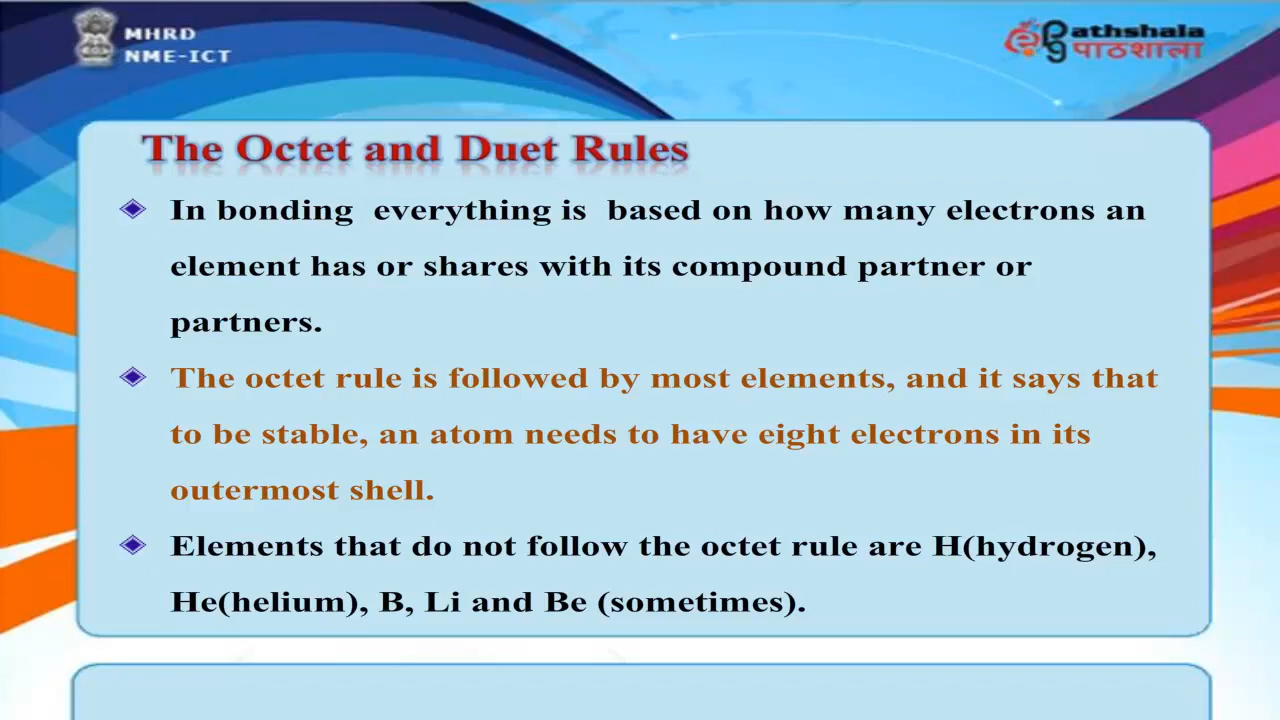 MHRD
NME-ICT
athshala
पाठशाला
The Octet and Duet Rules
In bonding everything is based on how many electrons an
element has or shares with its compound partner or
partners.
The octet rule is followed by most elements, and it says that
to be stable, an atom needs to have eight electrons in its
outermost shell.
Elements that do not follow the octet rule are H(hydrogen),
He(helium), B, Li and Be (sometimes).